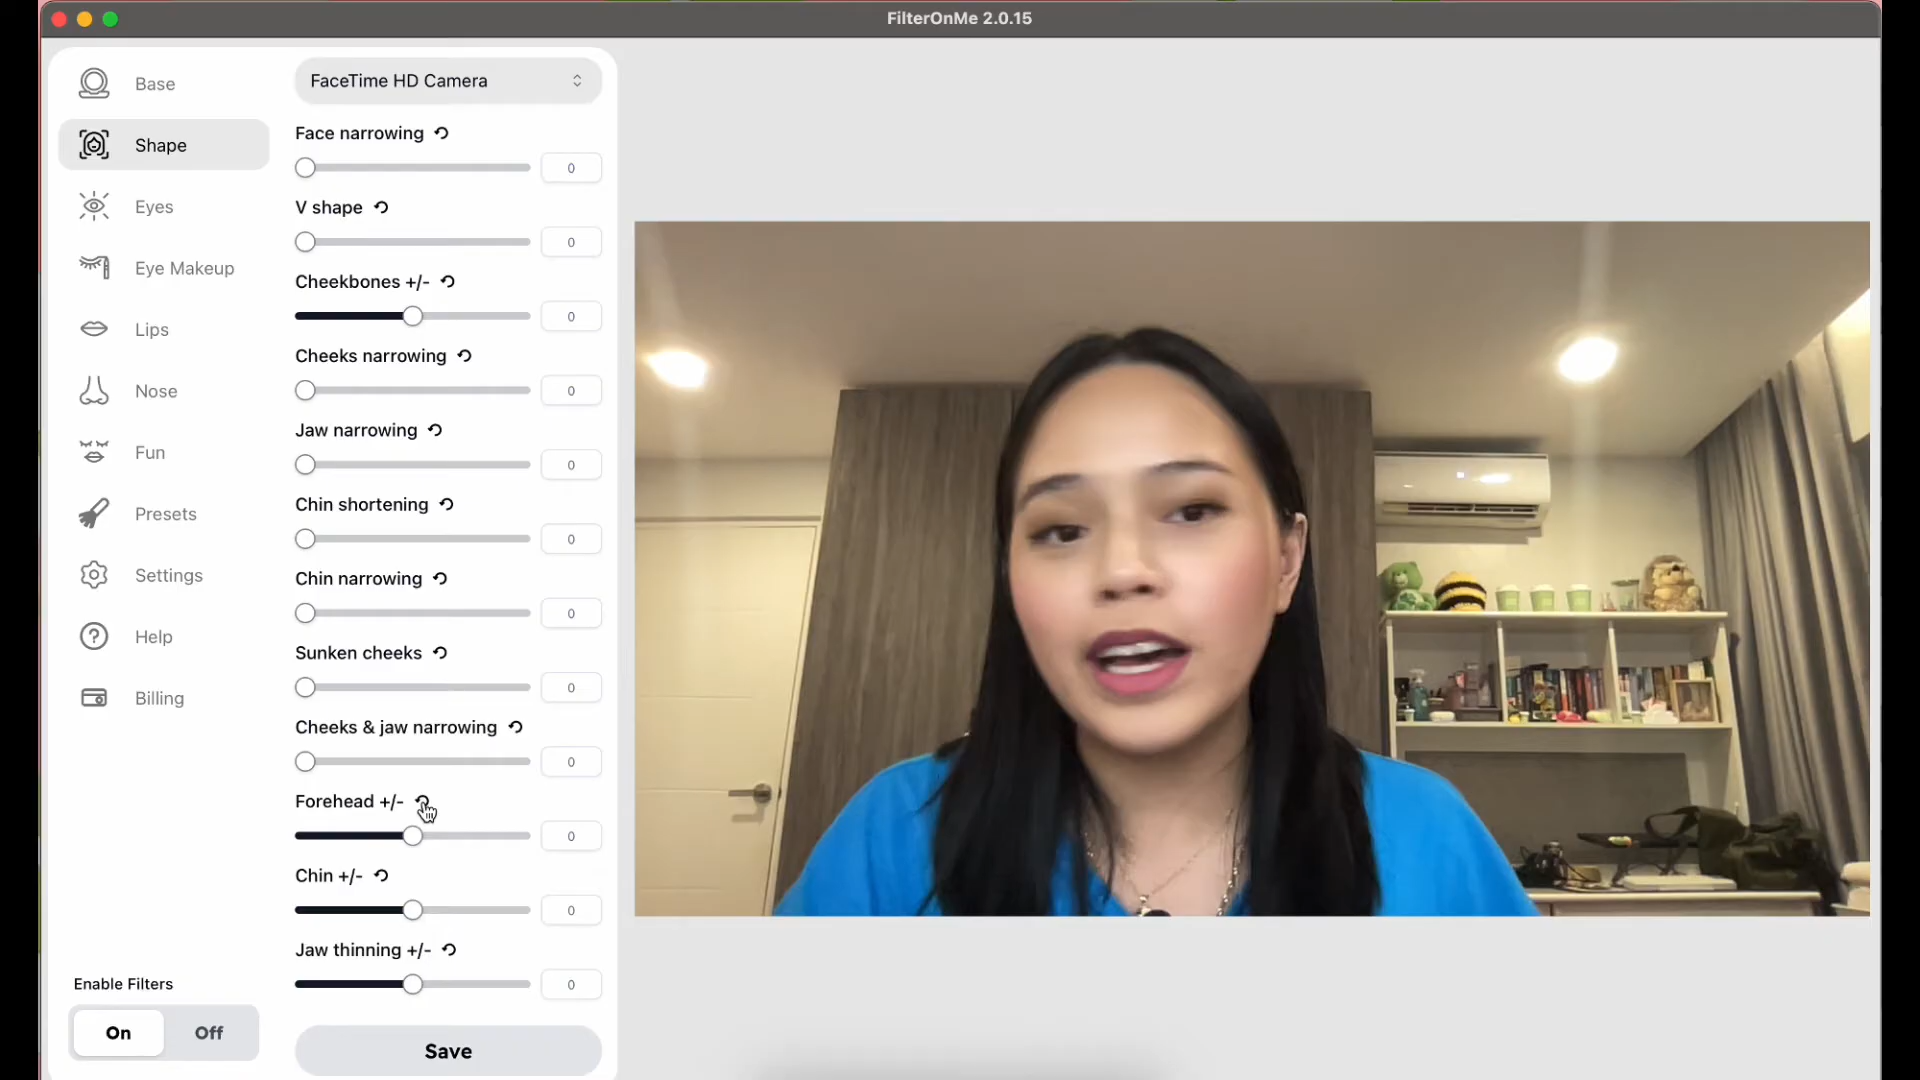 FilterOnMe 2.0.15
Base
Shape
Eyes
Eye Makeup
Lips
Nose
Fun
Presets
Settings
Help
Billing
Enable Filters
On Off
FaceTime HD Camera
Face narrowing
0
V shape
0
Cheekbones +/-
0
Cheeks narrowing
0
Jaw narrowing
0
Chin shortening
0
Chin narrowing
0
Sunken cheeks
0
Cheeks & jaw narrowing
0
Forehead +/-
0
Chin +/-
0
Jaw thinning +/-
0
Save